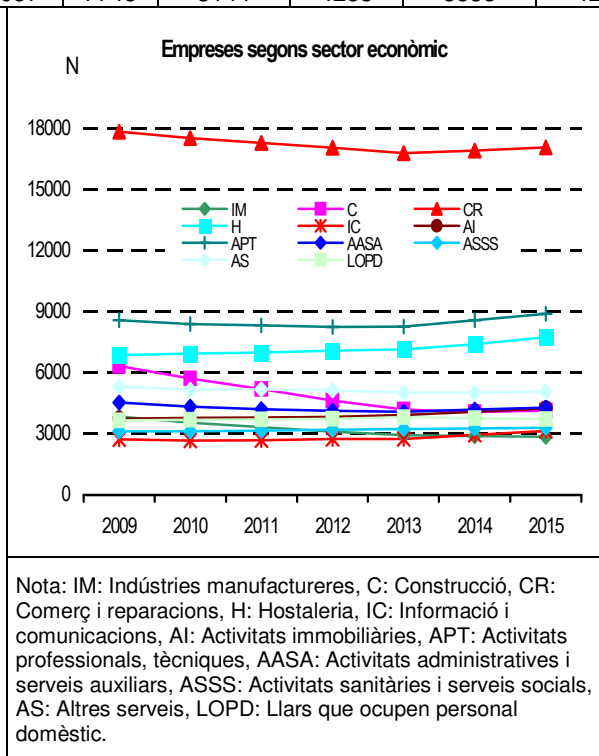 Empreses segons sector econòmic
N
18000
15000
12000
9000
6000
3000
0
IM C CR
H IC AI
APT AASA ASSS
AS LOPD
2009 2010 2011 2012 2013 2014 2015
Nota: IM: Indústries manufactureres, C: Construcció, CR:
Comerç i reparacions, H: Hostaleria, IC: Informació i
comunicacions, AI: Activitats immobiliàries, APT: Activitats
professionals, tècniques, AASA: Activitats administratives i
serveis auxiliars, ASSS: Activitats sanitàries i serveis socials,
AS: Altres serveis, LOPD: Llars que ocupen personal
domèstic.